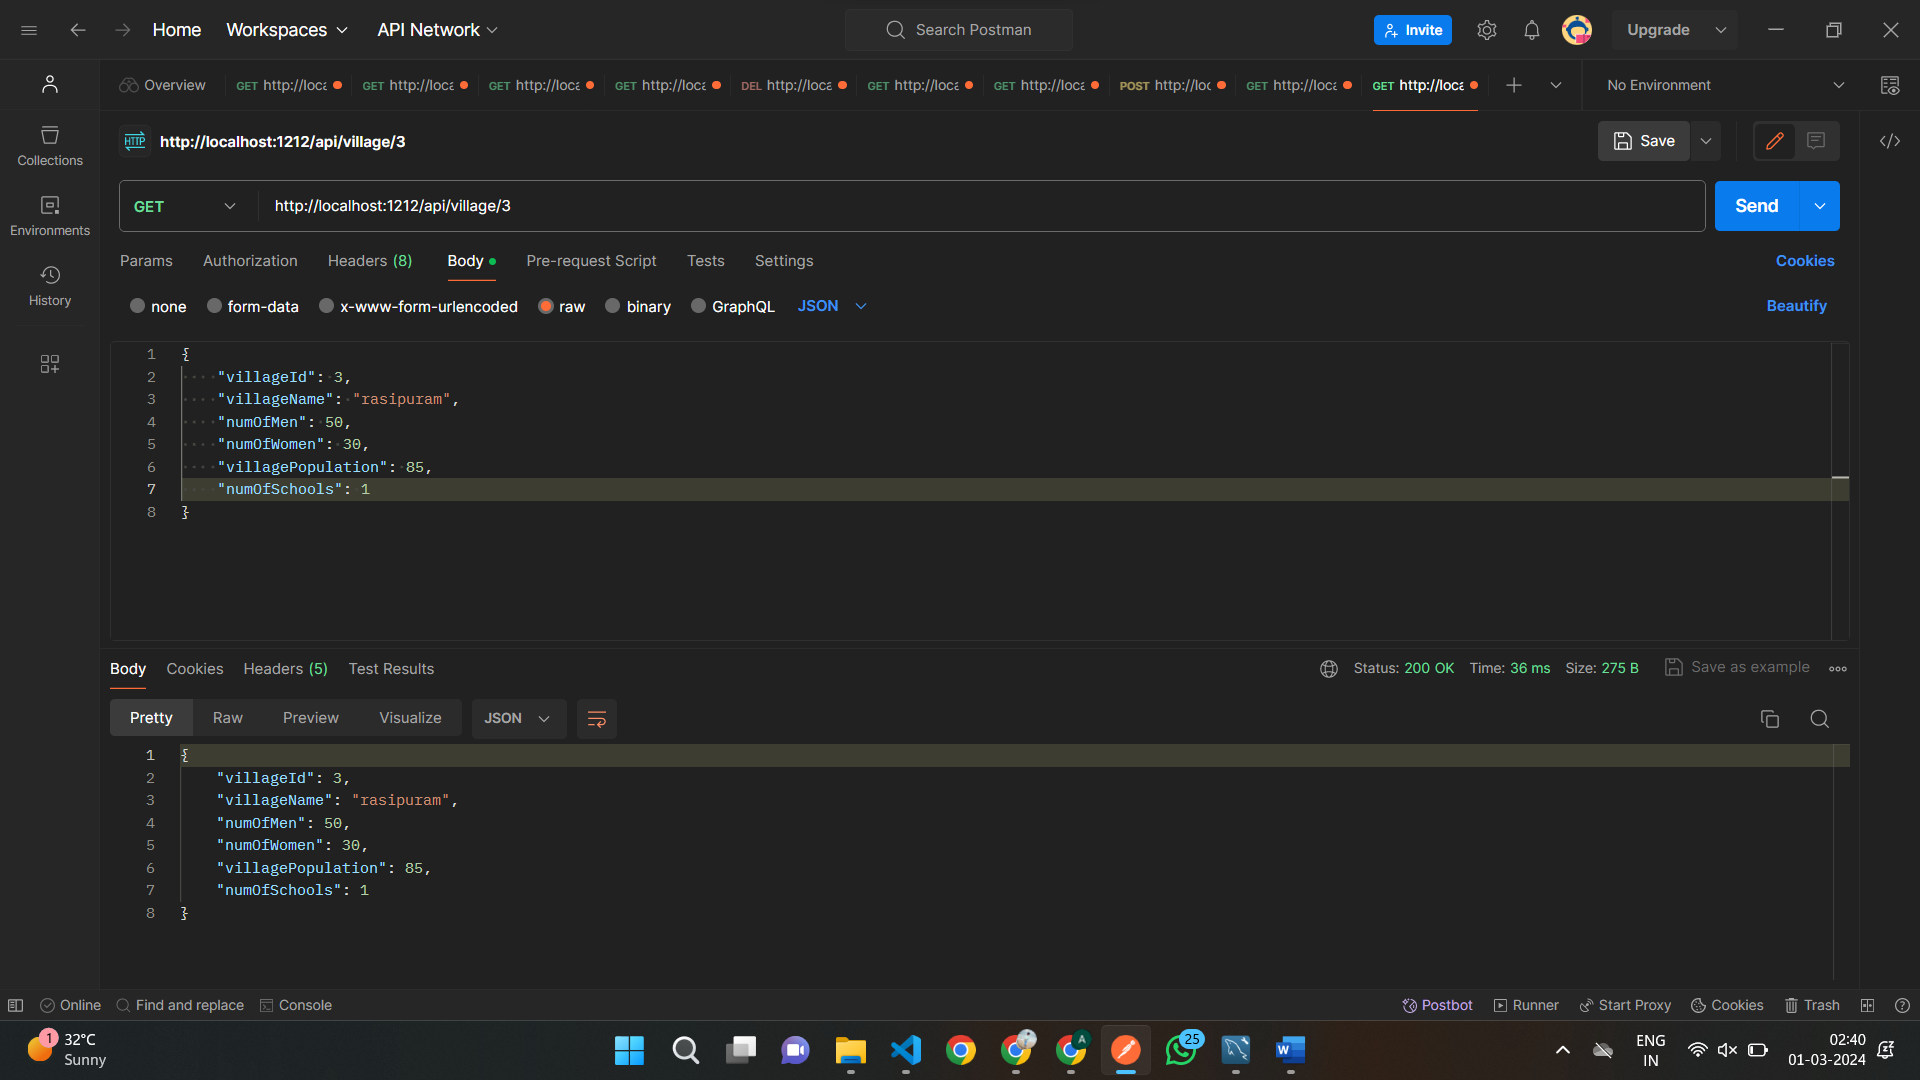 Home Workspaces API Network Search Postman Invite Upgrade
Overview GET http://loca GET http://loca GET http://loca GET http://loca DEL http://loca GET http://loca GET http://loca POST http://loc GET http://loca GET http://loca No Environment
HTTP http://localhost:1212/api/village/3 Save
GET http://localhost:1212/api/village/3 Send
Collections
Environments
History
Params Authorization Headers (8) Body Pre-request Script Tests Settings Cookies
none form-data x-www-form-urlencoded raw binary GraphQL JSON Beautify
1 {
2 "villageId": 3,
3 "villageName": "rasipuram",
4 "numOfMen": 50,
5 "numOfWomen": 30,
6 "villagePopulation": 85,
7 "numOfSchools": 1
8 }
Body Cookies Headers (5) Test Results Status: 200 OK Time: 36 ms Size: 275 B Save as example
Pretty Raw Preview Visualize JSON
1 {
2 "villageId": 3,
3 "villageName": "rasipuram",
4 "numOfMen": 50,
5 "numOfWomen": 30,
6 "villagePopulation": 85,
7 "numOfSchools": 1
8 }
Online Find and replace Console Postbot Runner Start Proxy Cookies Trash
1 32°C
Sunny
A
25
W
ENG
IN
02:40
01-03-2024